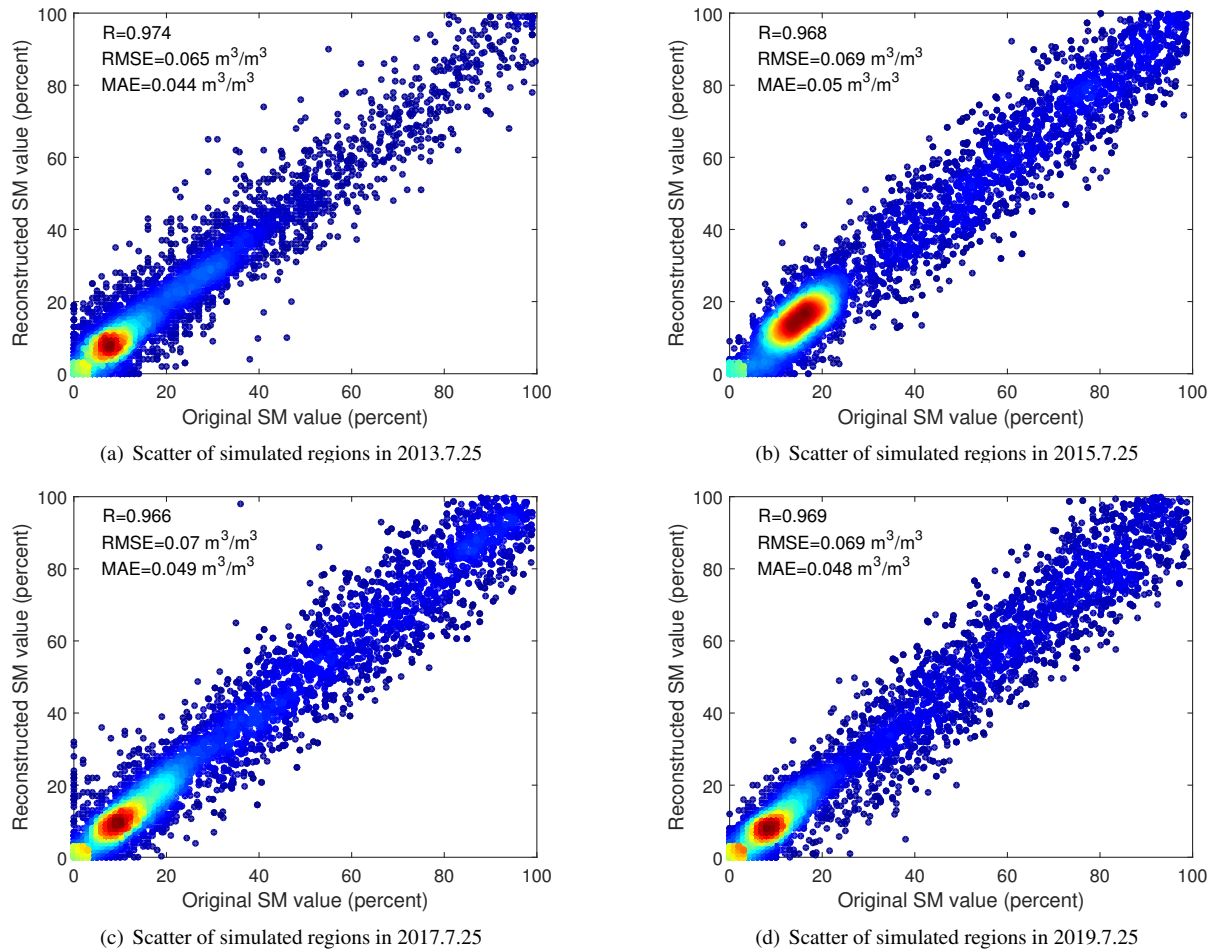 R=0.974
RMSE=0.065 m³/m³
MAE=0.044 m³/m³
Reconstructed SM value (percent)
100
80
60
40
20
0
0 20 40 60 80 100
Original SM value (percent)
(a) Scatter of simulated regions in 2013.7.25
R=0.968
RMSE=0.069 m³/m³
MAE=0.05 m³/m³
Reconstructed SM value (percent)
100
80
60
40
20
0
0 20 40 60 80 100
Original SM value (percent)
(b) Scatter of simulated regions in 2015.7.25
R=0.966
RMSE=0.07 m³/m³
MAE=0.049 m³/m³
Reconstructed SM value (percent)
100
80
60
40
20
0
0 20 40 60 80 100
Original SM value (percent)
(c) Scatter of simulated regions in 2017.7.25
R=0.969
RMSE=0.069 m³/m³
MAE=0.048 m³/m³
Reconstructed SM value (percent)
100
80
60
40
20
0
0 20 40 60 80 100
Original SM value (percent)
(d) Scatter of simulated regions in 2019.7.25